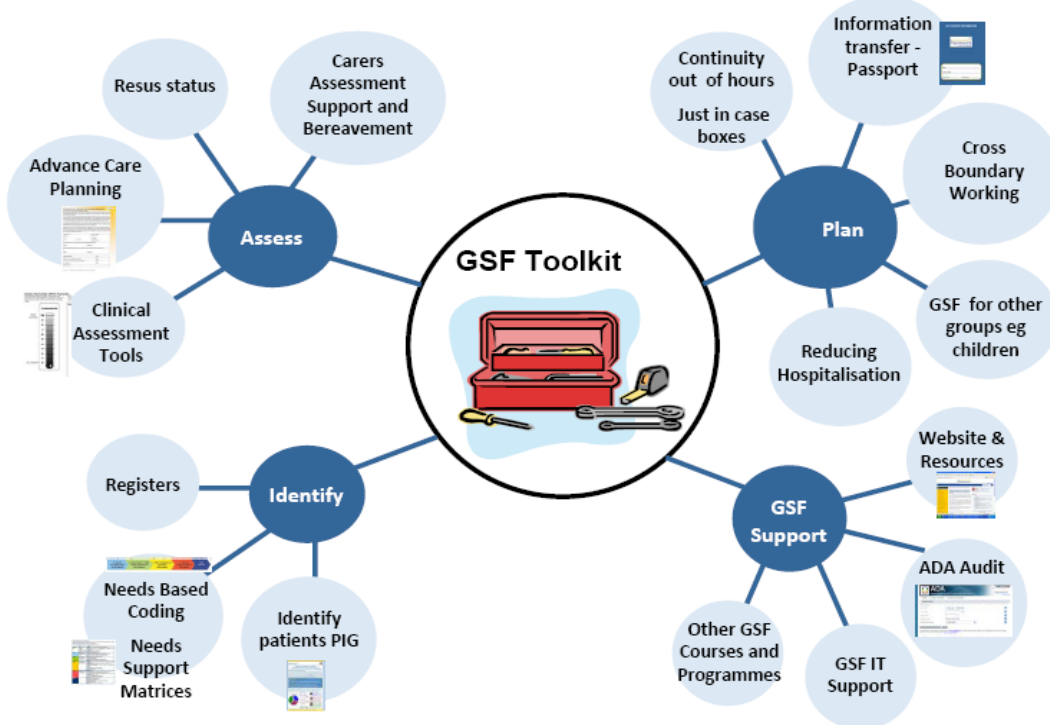 GSF Toolkit
Assess
Resus status
Carers
Assessment
Support and
Bereavement
Advance Care
Planning
Clinical
Assessment
Tools
Plan
Continuity
out of hours
Just in case
boxes
Information
transfer -
Passport
Cross
Boundary
Working
GSF for other
groups eg
children
Reducing
Hospitalisation
Identify
Registers
Needs Based
Coding
Needs
Support
Matrices
Identify
patients PIG
GSF
Support
Website &
Resources
ADA Audit
ADA
GSF IT
Support
Other GSF
Courses and
Programmes